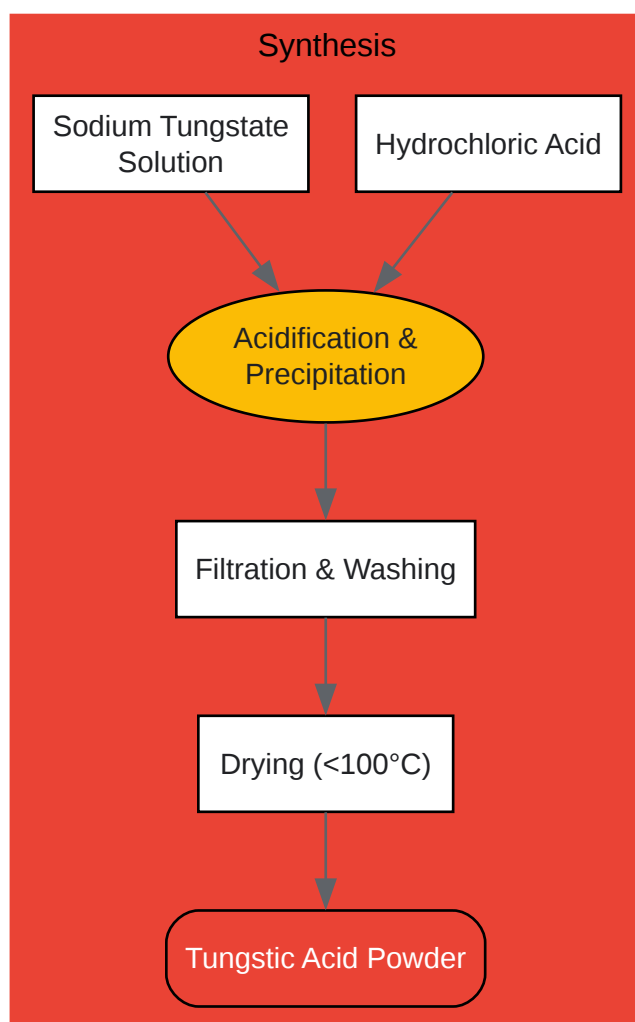 Synthesis
Sodium Tungstate
Solution
Hydrochloric Acid
Acidification &
Precipitation
Filtration & Washing
Drying (<100°C)
Tungstic Acid Powder